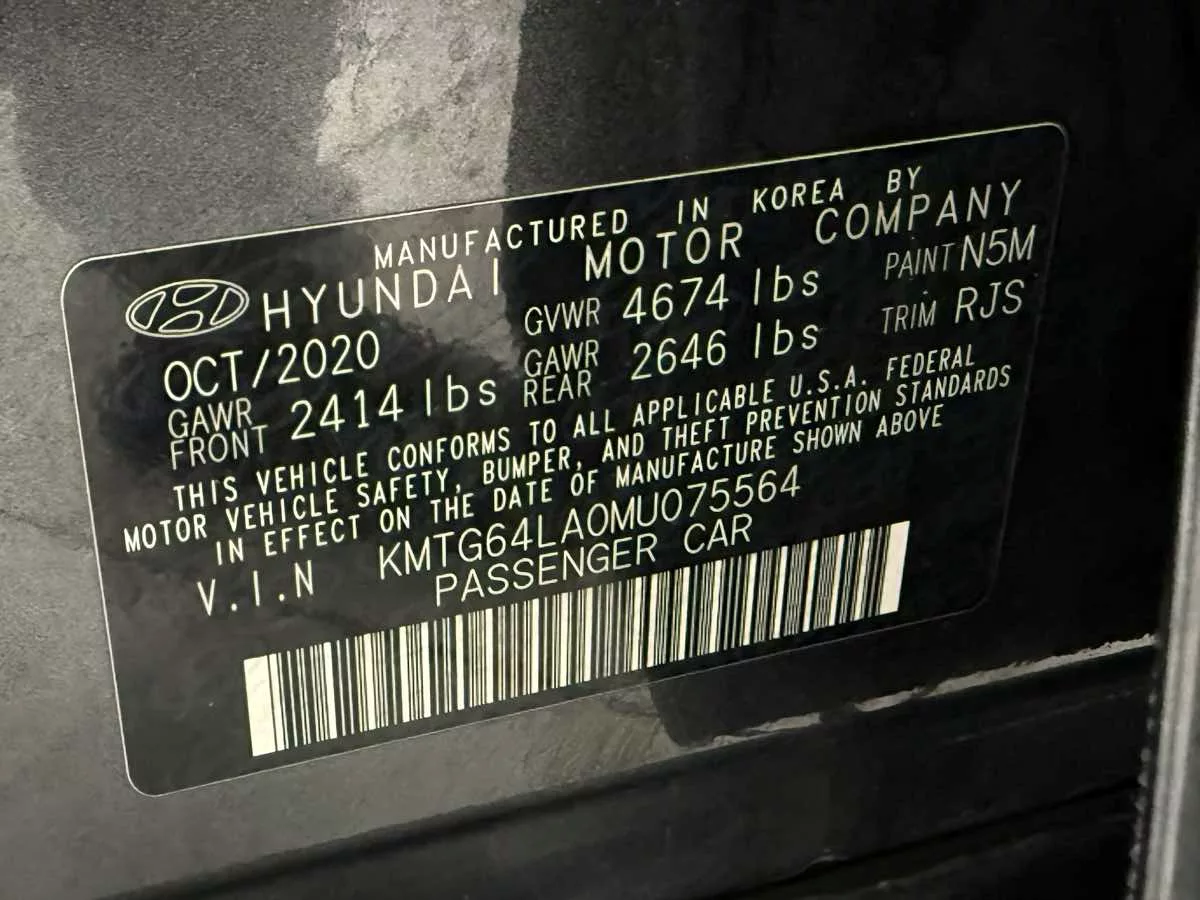 MANUFACTURED IN KOREA BY
HYUNDAI MOTOR COMPANY
OCT/2020 GVWR 4674 lbs PAINT N5M
GAWR FRONT 2414 lbs GAWR REAR 2646 lbs TRIM RJS
THIS VEHICLE CONFORMS TO ALL APPLICABLE U.S.A. FEDERAL
MOTOR VEHICLE SAFETY, BUMPER, AND THEFT PREVENTION STANDARDS
IN EFFECT ON THE DATE OF MANUFACTURE SHOWN ABOVE
V.I.N KMTG64LA0MU075564
PASSENGER CAR